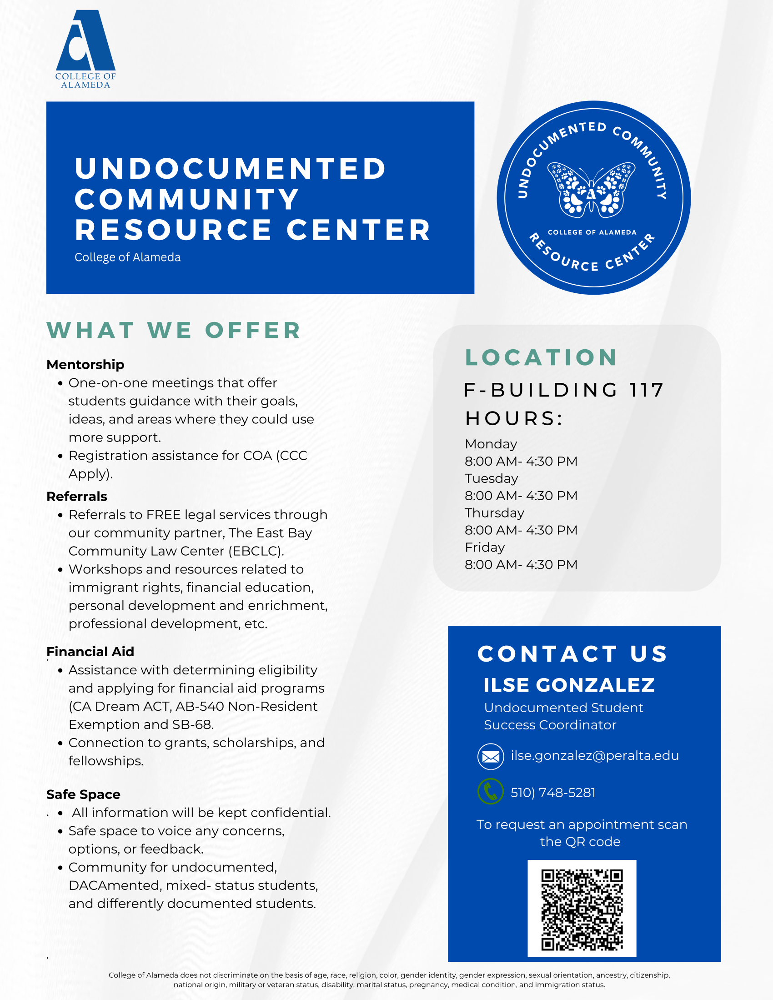 COLLEGE OF
ALAMEDA
UNDOCUMENTED
COMMUNITY
RESOURCE CENTER
College of Alameda
UNDOCUMENTED COMMUNITY
COLLEGE OF ALAMEDA
RESOURCE CENTER
WHAT WE OFFER
Mentorship
• One-on-one meetings that offer
students guidance with their goals,
ideas, and areas where they could use
more support.
• Registration assistance for COA (CCC
Apply).
Referrals
• Referrals to FREE legal services through
our community partner, The East Bay
Community Law Center (EBCLC).
• Workshops and resources related to
immigrant rights, financial education,
personal development and enrichment,
professional development, etc.
Financial Aid
• Assistance with determining eligibility
and applying for financial aid programs
(CA Dream ACT, AB-540 Non-Resident
Exemption and SB-68.
• Connection to grants, scholarships, and
fellowships.
Safe Space
• All information will be kept confidential.
• Safe space to voice any concerns,
options, or feedback.
• Community for undocumented,
DACAmented, mixed- status students,
and differently documented students.
LOCATION
F-BUILDING 117
HOURS:
Monday
8:00 AM- 4:30 PM
Tuesday
8:00 AM- 4:30 PM
Thursday
8:00 AM- 4:30 PM
Friday
8:00 AM- 4:30 PM
CONTACT US
ILSE GONZALEZ
Undocumented Student
Success Coordinator
ilse.gonzalez@peralta.edu
510) 748-5281
To request an appointment scan
the QR code
College of Alameda does not discriminate on the basis of age, race, religion, color, gender identity, gender expression, sexual orientation, ancestry, citizenship,
national origin, military or veteran status, disability, marital status, pregnancy, medical condition, and immigration status.